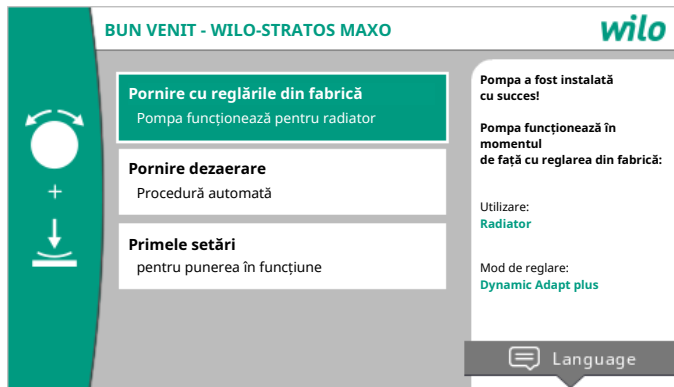 BUN VENIT - WILO-STRATOS MAXO
wilo
Pornire cu reglările din fabrică
Pompa funcționează pentru radiator
Pornire dezaerare
Procedură automată
Primele setări
pentru punerea în funcțiune
+
Pompa a fost instalată
cu succes!
Pompa funcționează în
momentul
de față cu reglarea din fabrică:
Utilizare:
Radiator
Mod de reglare:
Dynamic Adapt plus
Language